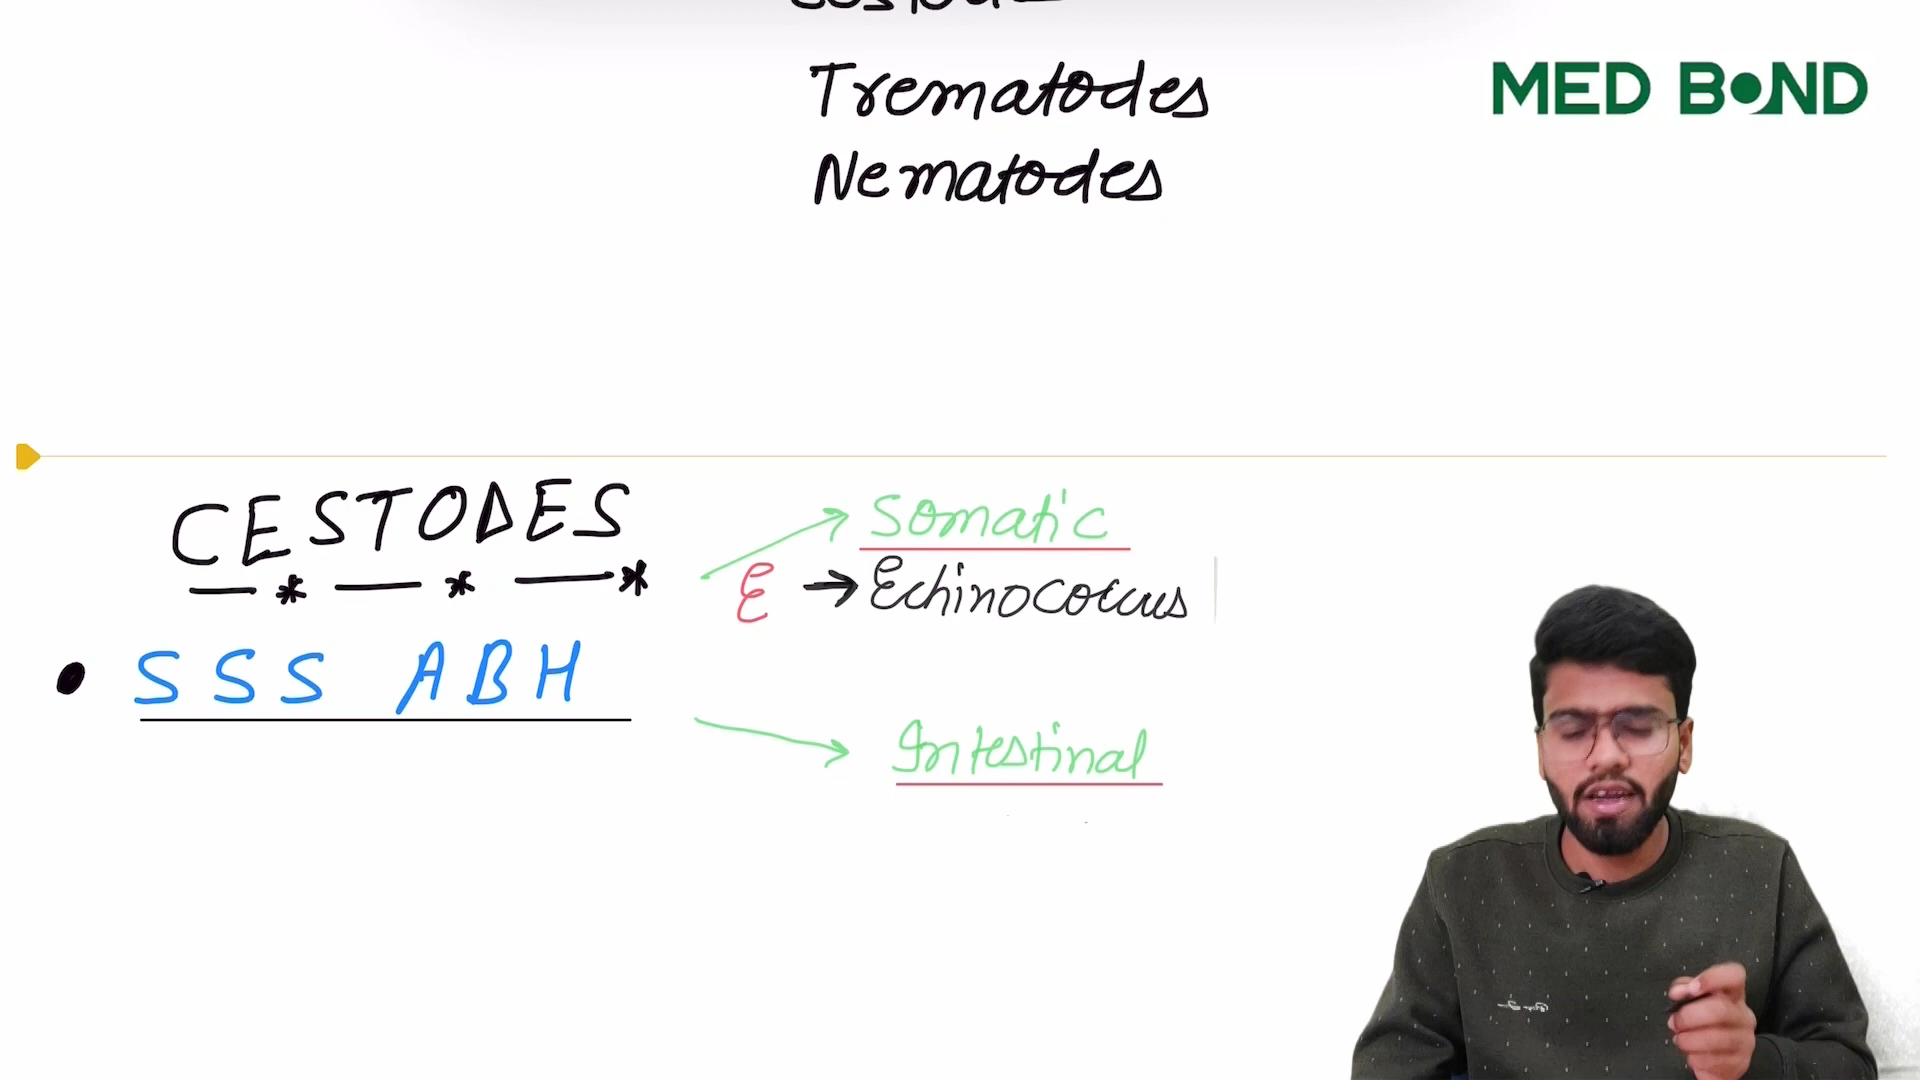 Trematodes
MED BOND
Nematodes
CESTODES
Somatic
E → Echinococcus
• SSS ABH
Intestinal